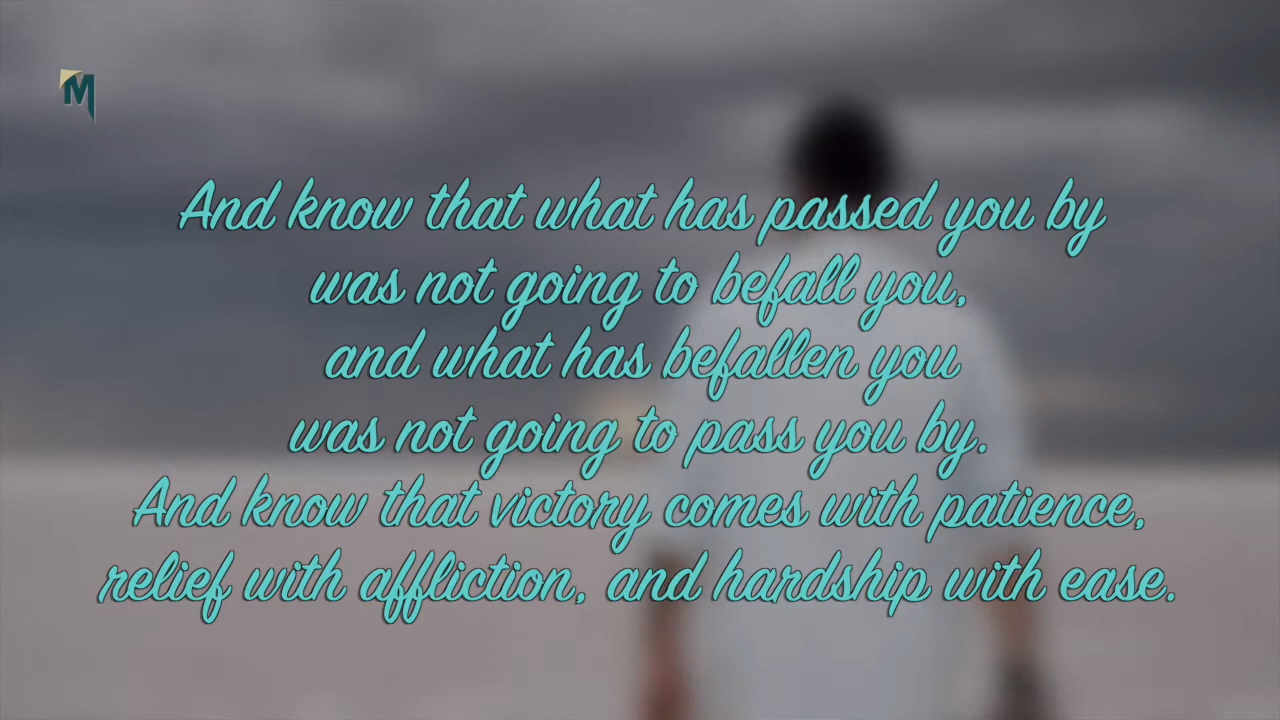 M
And know that what has passed you by
was not going to befall you,
and what has befallen you
was not going to pass you by.
And know that victory comes with patience,
relief with affliction, and hardship with ease.